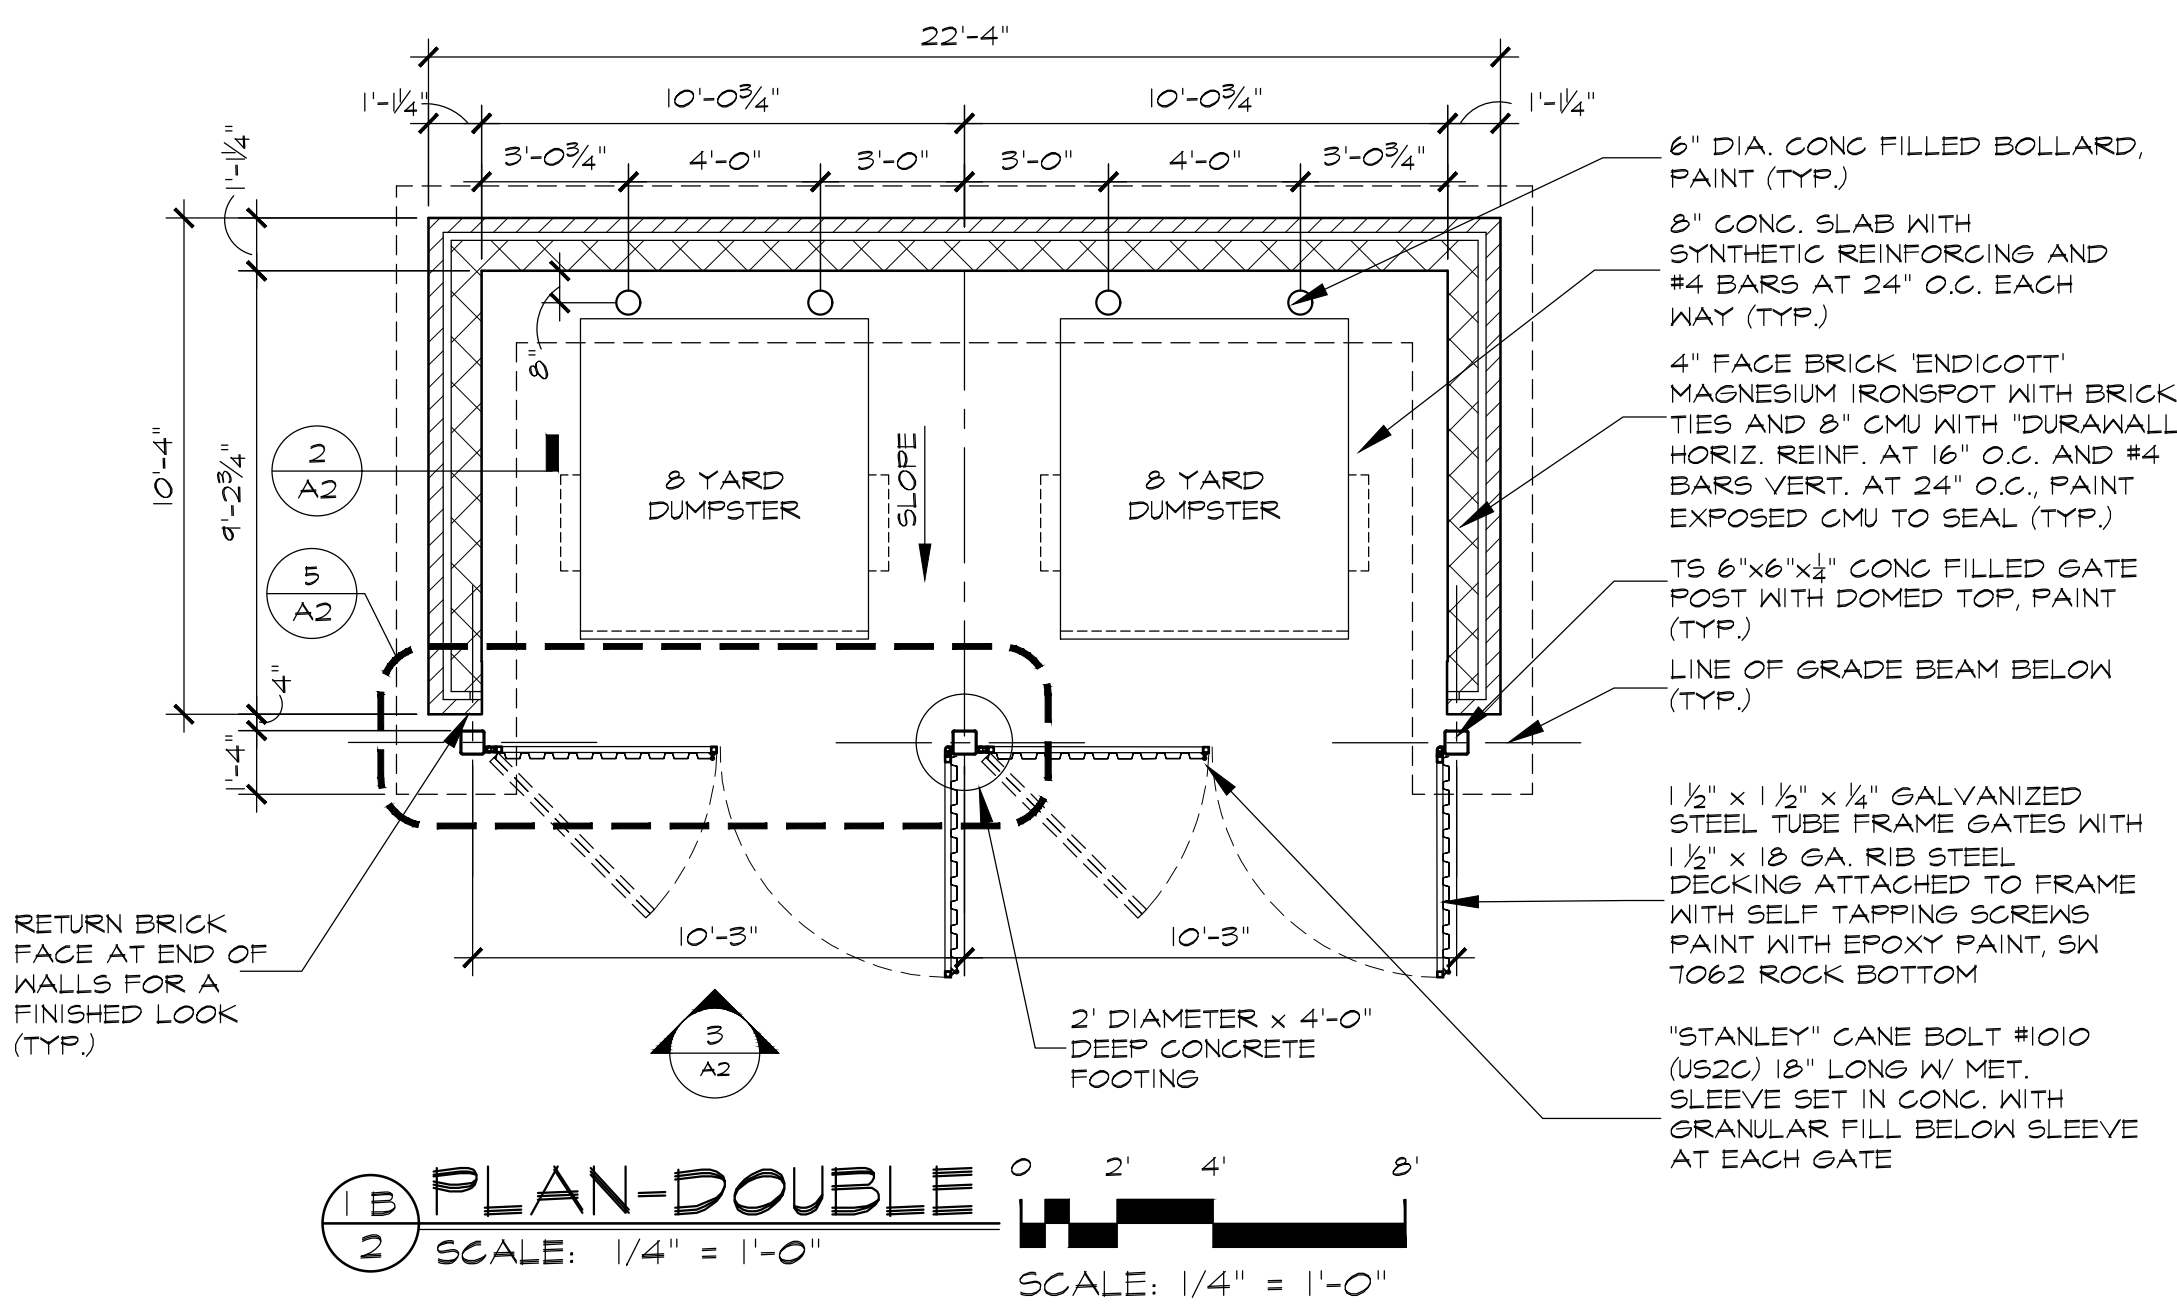 22'-4"
1'-1¼"
10'-0¾"
10'-0¾"
1'-1¼"
3'-0¾"
4'-0"
3'-0"
3'-0"
4'-0"
3'-0¾"
1'-1¼"
10'-4"
9'-2¾"
4"
1'-4"
8"
2
A2
5
A2
8 YARD
DUMPSTER
SLOPE
8 YARD
DUMPSTER
6" DIA. CONC FILLED BOLLARD,
PAINT (TYP.)
8" CONC. SLAB WITH
SYNTHETIC REINFORCING AND
#4 BARS AT 24" O.C. EACH
WAY (TYP.)
4" FACE BRICK 'ENDICOTT'
MAGNESIUM IRONSPOT WITH BRICK
TIES AND 8" CMU WITH "DURAWALL
HORIZ. REINF. AT 16" O.C. AND #4
BARS VERT. AT 24" O.C., PAINT
EXPOSED CMU TO SEAL (TYP.)
TS 6"x6"x¼" CONC FILLED GATE
POST WITH DOMED TOP, PAINT
(TYP.)
LINE OF GRADE BEAM BELOW
(TYP.)
1 ½" x 1 ½" x ¼" GALVANIZED
STEEL TUBE FRAME GATES WITH
1 ½" x 18 GA. RIB STEEL
DECKING ATTACHED TO FRAME
WITH SELF TAPPING SCREWS
PAINT WITH EPOXY PAINT, SW
7062 ROCK BOTTOM
"STANLEY" CANE BOLT #1010
(US2C) 18" LONG W/ MET.
SLEEVE SET IN CONC. WITH
GRANULAR FILL BELOW SLEEVE
AT EACH GATE
RETURN BRICK
FACE AT END OF
WALLS FOR A
FINISHED LOOK
(TYP.)
10'-3"
10'-3"
3
A2
2' DIAMETER x 4'-0"
DEEP CONCRETE
FOOTING
1 B
2
PLAN-DOUBLE
SCALE: 1/4" = 1'-0"
0 2' 4' 8'
SCALE: 1/4" = 1'-0"